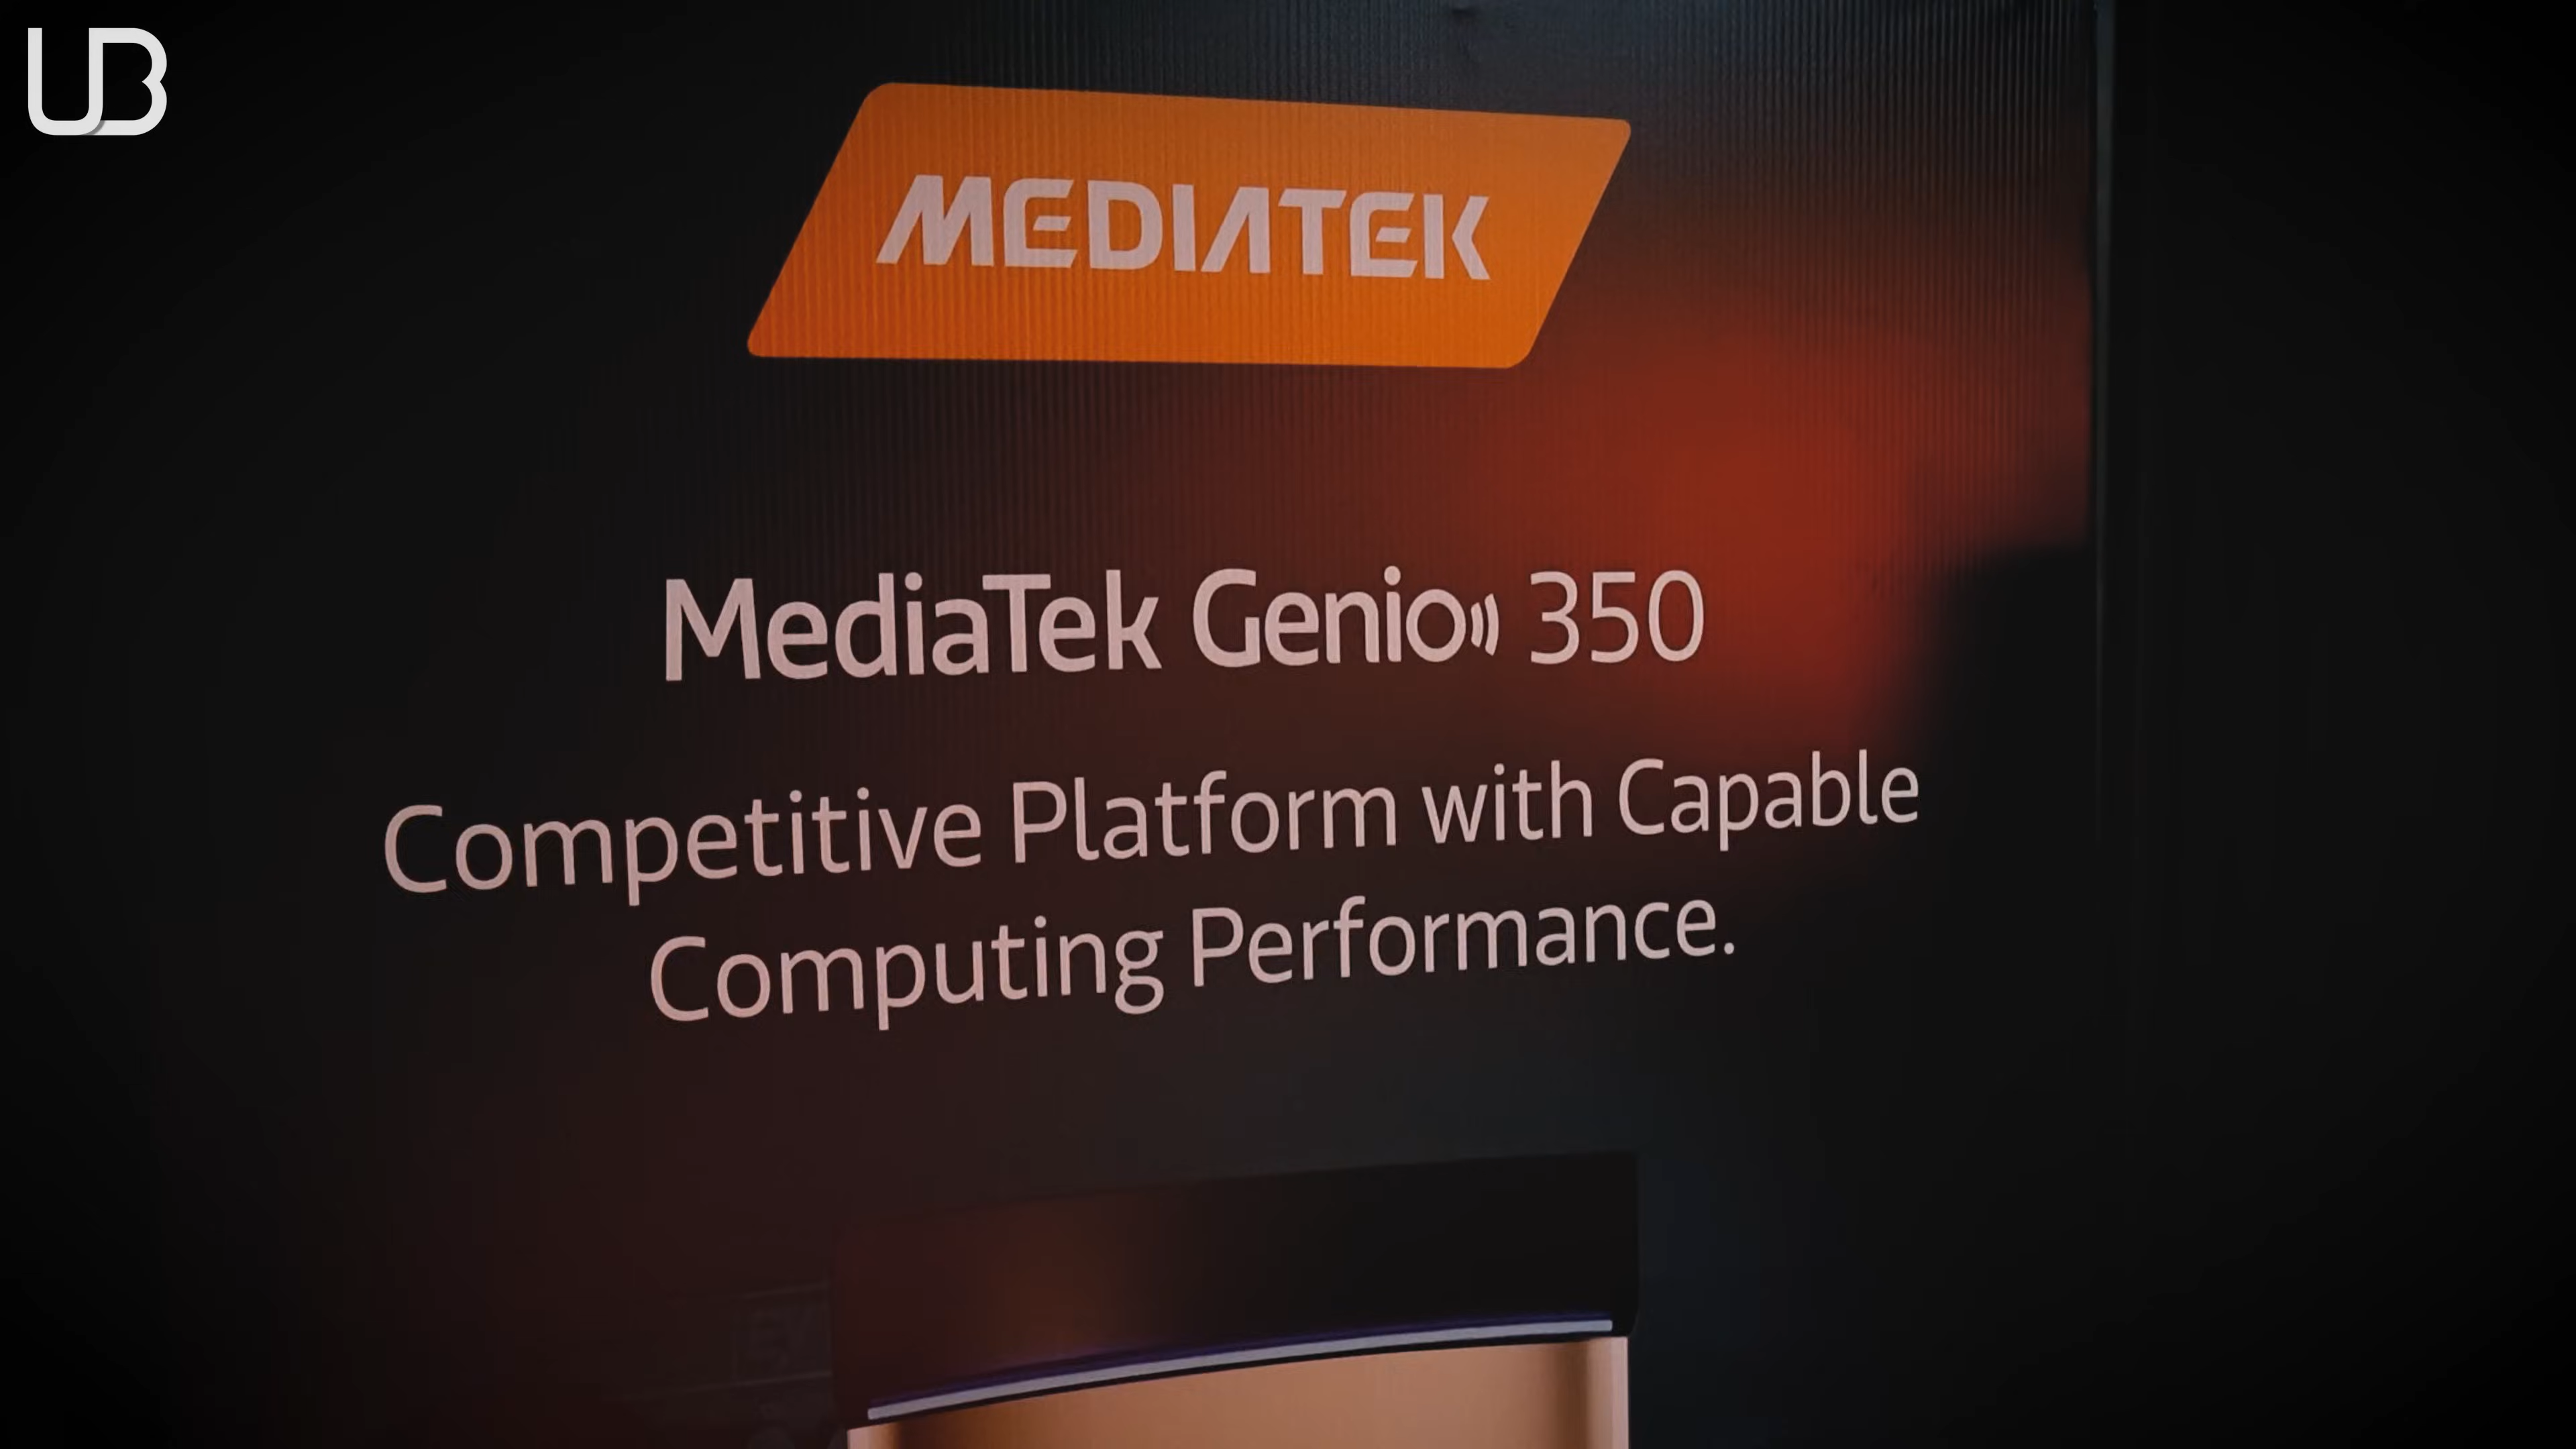 UB
MEDIATEK
MediaTek Genio 350
Competitive Platform with Capable
Computing Performance.